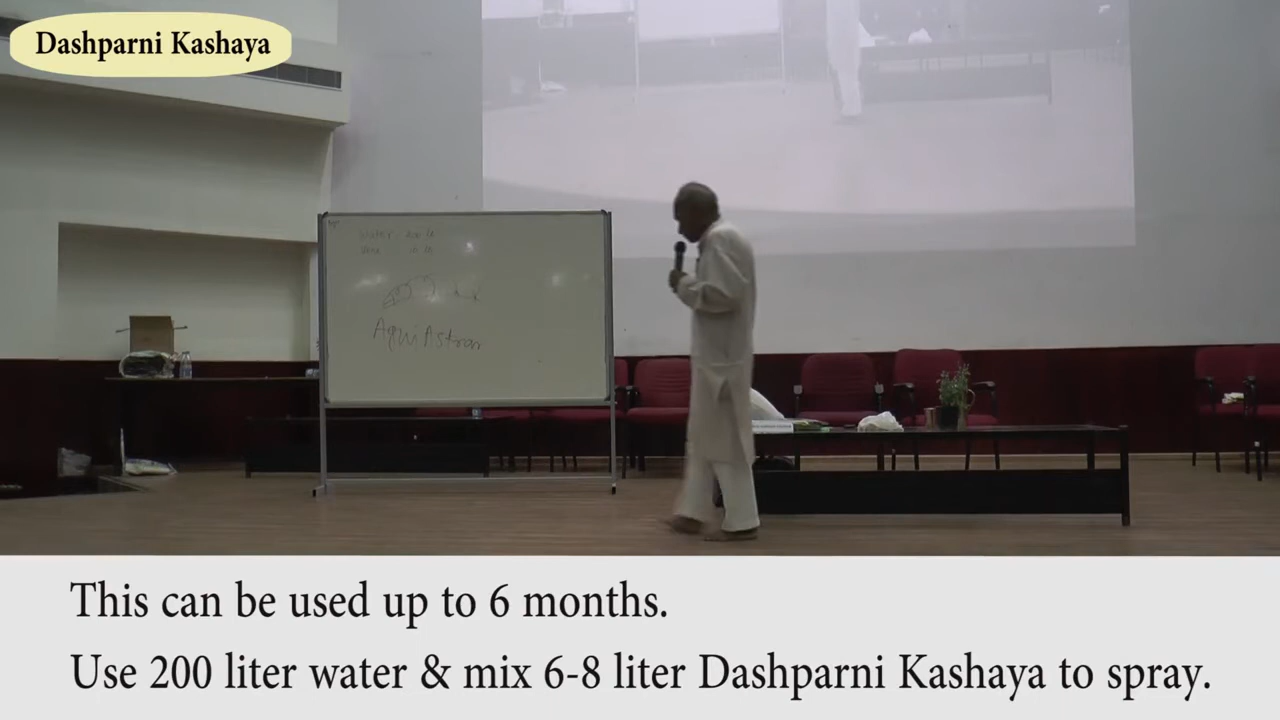 Dashparni Kashaya
Agni Astra
This can be used up to 6 months.
Use 200 liter water & mix 6-8 liter Dashparni Kashaya to spray.